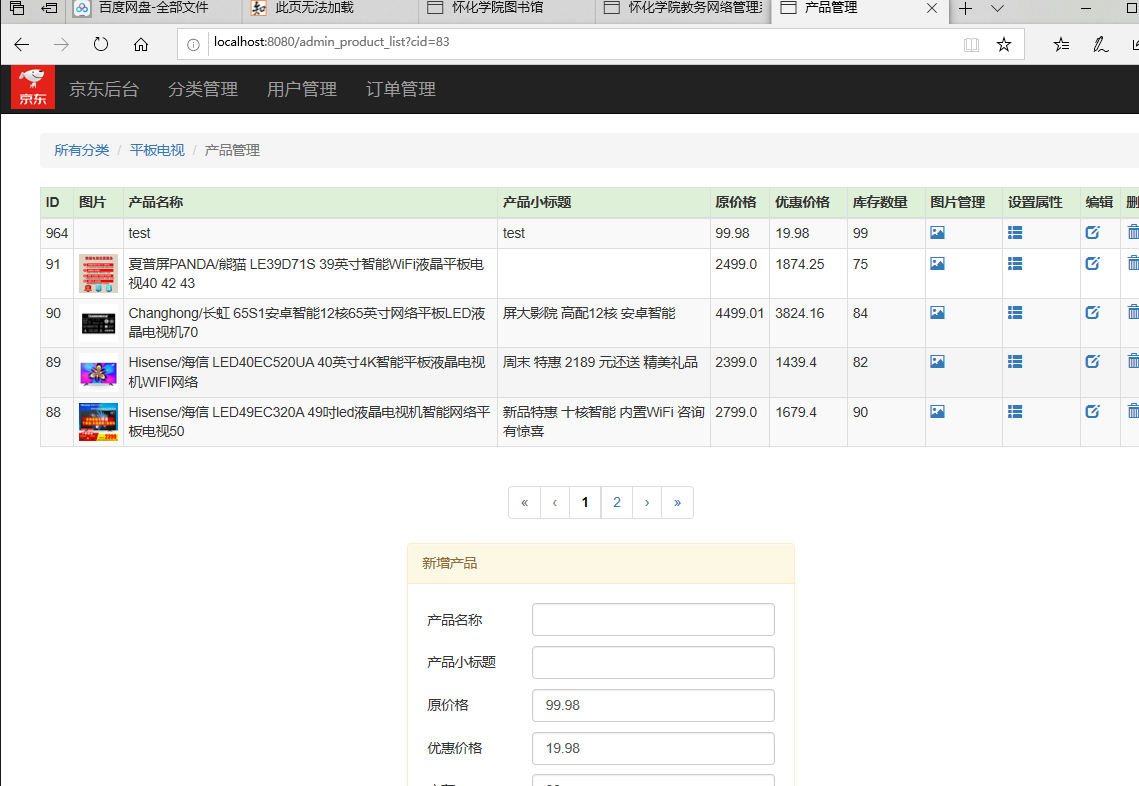 百度网盘-全部文件
此页无法加载
怀化学院图书馆
怀化学院教务网络管理系
产品管理
localhost:8080/admin_product_list?cid=83
京东 京东后台 分类管理 用户管理 订单管理
所有分类 / 平板电视 / 产品管理
ID 图片 产品名称 产品小标题 原价格 优惠价格 库存数量 图片管理 设置属性 编辑 删
964 test test 99.98 19.98 99
91 夏普屏PANDA/熊猫 LE39D71S 39英寸智能WiFi液晶平板电 2499.0 1874.25 75
视40 42 43
90 Changhong/长虹 65S1安卓智能12核65英寸网络平板LED液 屏大影院 高配12核 安卓智能 4499.01 3824.16 84
晶电视机70
89 Hisense/海信 LED40EC520UA 40英寸4K智能平板液晶电视 周末 特惠 2189 元还送 精美礼品 2399.0 1439.4 82
机WIFI网络
88 Hisense/海信 LED49EC320A 49吋led液晶电视机智能网络平 新品特惠 十核智能 内置WiFi 咨询 2799.0 1679.4 90
板电视50 有惊喜
« ‹ 1 2 › »
新增产品
产品名称
产品小标题
原价格 99.98
优惠价格 19.98